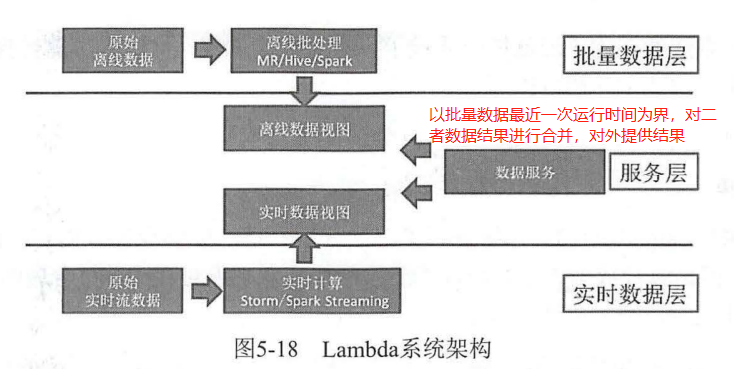 原始
离线数据
离线批处理
MR/Hive/Spark
批量数据层
离线数据视图
以批量数据最近一次运行时间为界，对二
者数据结果进行合并，对外提供结果
数据服务
服务层
实时数据视图
原始
实时流数据
实时计算
Storm/Spark Streaming
实时数据层
图5-18 Lambda系统架构